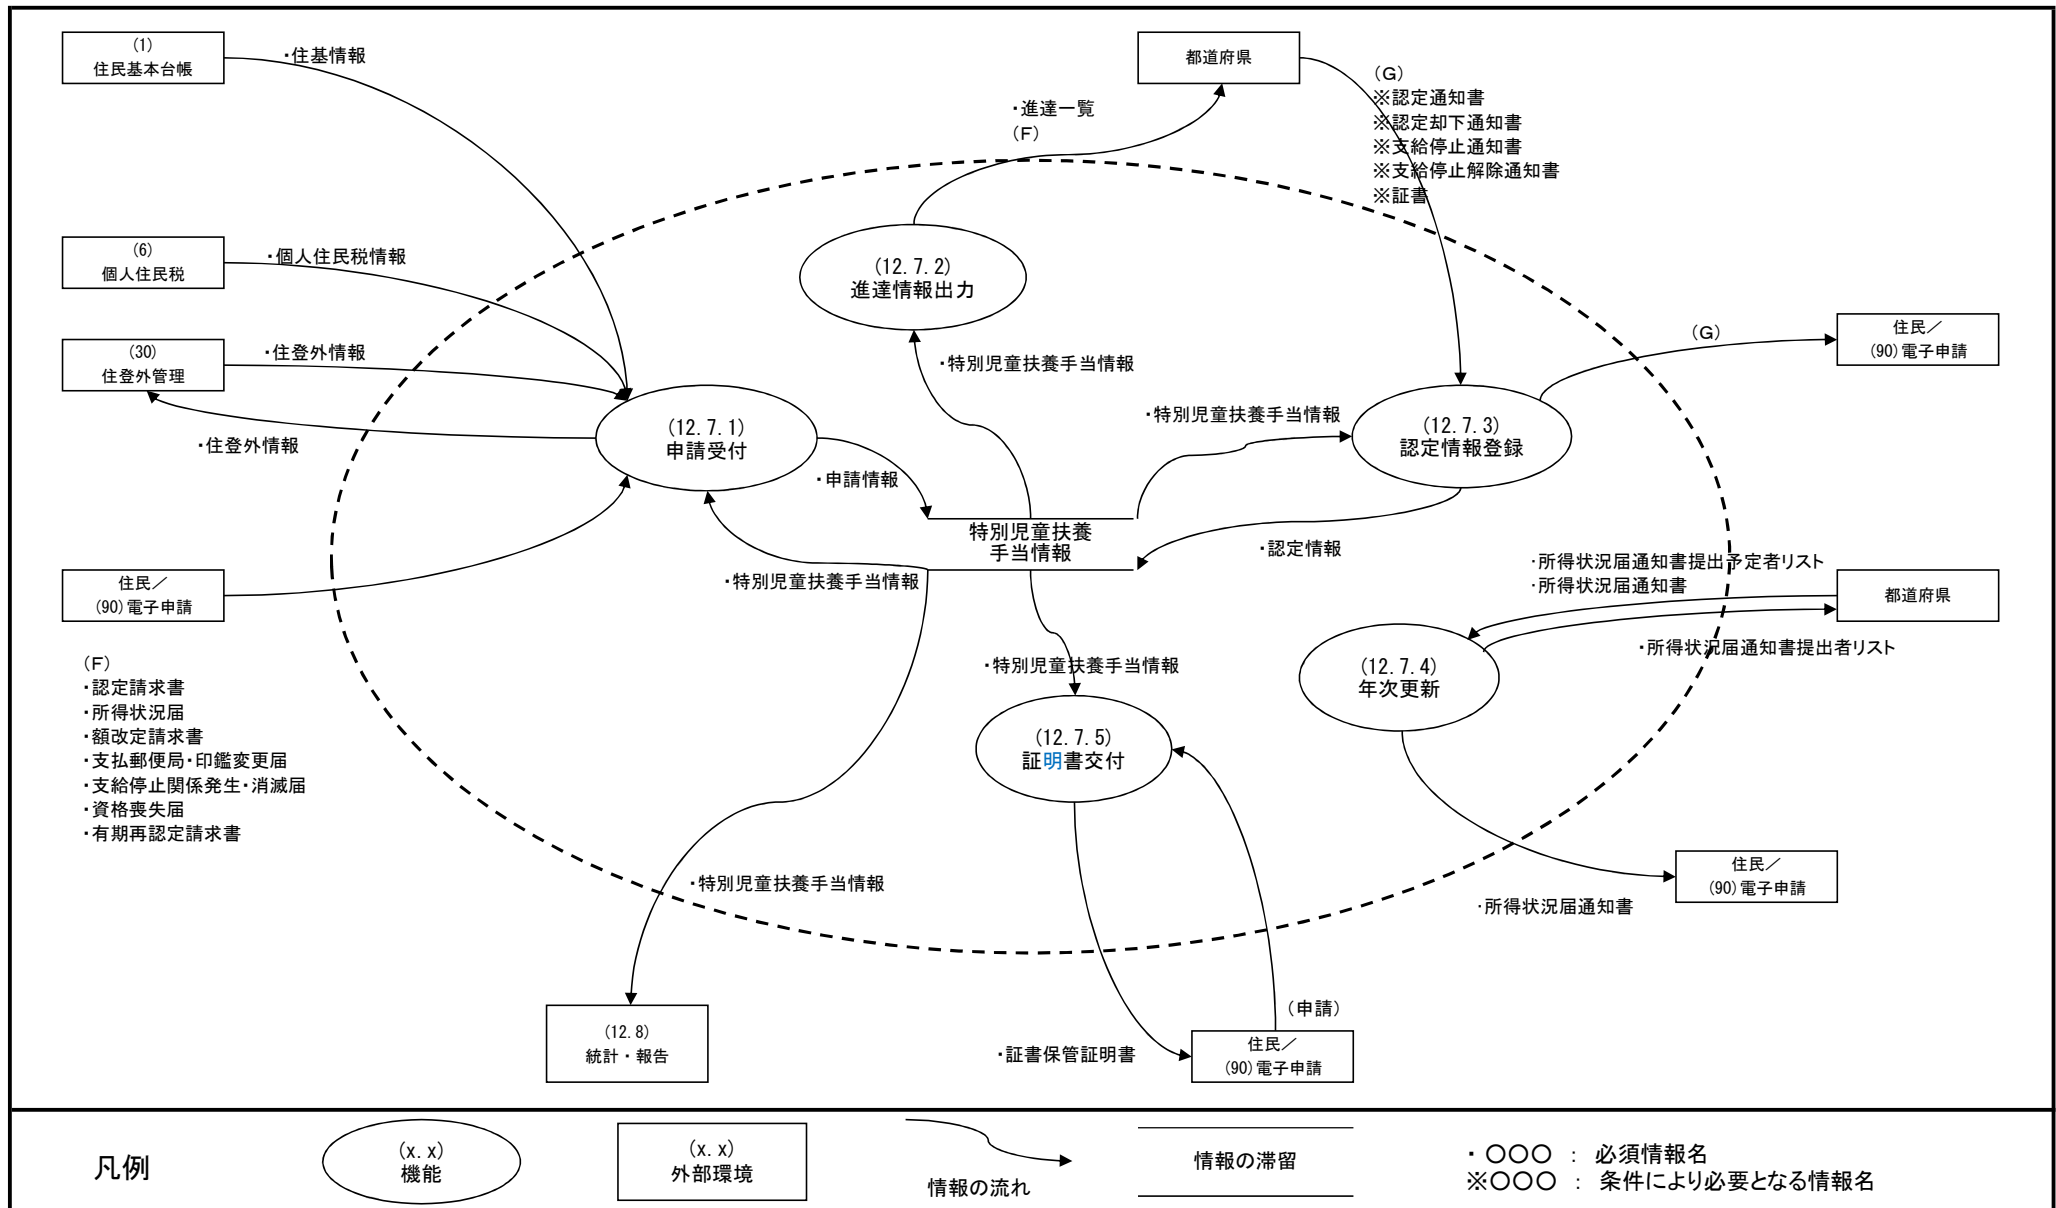 (1)
住民基本台帳
・住基情報
都道府県
・進達一覧
(F)
(G)
※認定通知書
※認定却下通知書
※支給停止通知書
※支給停止解除通知書
※証書
(6)
個人住民税
・個人住民税情報
(12.7.2)
進達情報出力
(30)
住登外管理
・住登外情報
・住登外情報
・特別児童扶養手当情報
(G)
住民／
(90)電子申請
(12.7.1)
申請受付
・特別児童扶養手当情報
(12.7.3)
認定情報登録
・申請情報
特別児童扶養
手当情報
・認定情報
・特別児童扶養手当情報
住民／
(90)電子申請
・所得状況届通知書提出予定者リスト
・所得状況届通知書
都道府県
・所得状況届通知書提出者リスト
(F)
・認定請求書
・所得状況届
・額改定請求書
・支払郵便局・印鑑変更届
・支給停止関係発生・消滅届
・資格喪失届
・有期再認定請求書
・特別児童扶養手当情報
(12.7.4)
年次更新
(12.7.5)
証明書交付
・特別児童扶養手当情報
住民／
(90)電子申請
・所得状況届通知書
(12.8)
統計・報告
(申請)
・証書保管証明書
住民／
(90)電子申請
凡例
(x.x)
機能
(x.x)
外部環境
情報の流れ
情報の滞留
・ 〇〇〇 ： 必須情報名
※〇〇〇 ： 条件により必要となる情報名